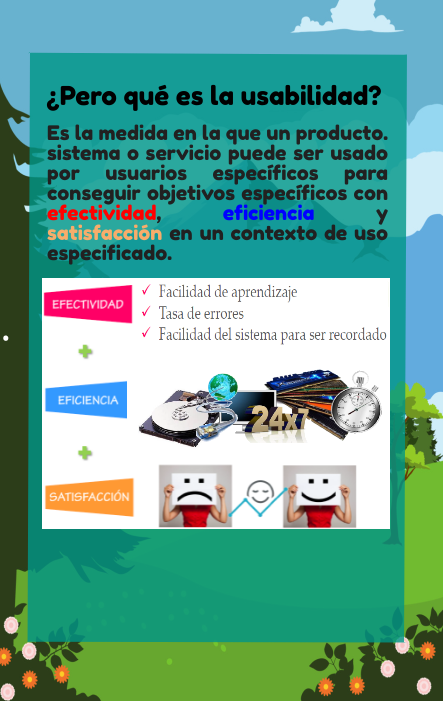 ¿Pero qué es la usabilidad?
Es la medida en la que un producto.
sistema o servicio puede ser usado
por usuarios específicos para
conseguir objetivos específicos con
efectividad, eficiencia y
satisfacción en un contexto de uso
especificado.
EFECTIVIDAD
✓ Facilidad de aprendizaje
✓ Tasa de errores
✓ Facilidad del sistema para ser recordado
+
EFICIENCIA
24x7
+
SATISFACCIÓN